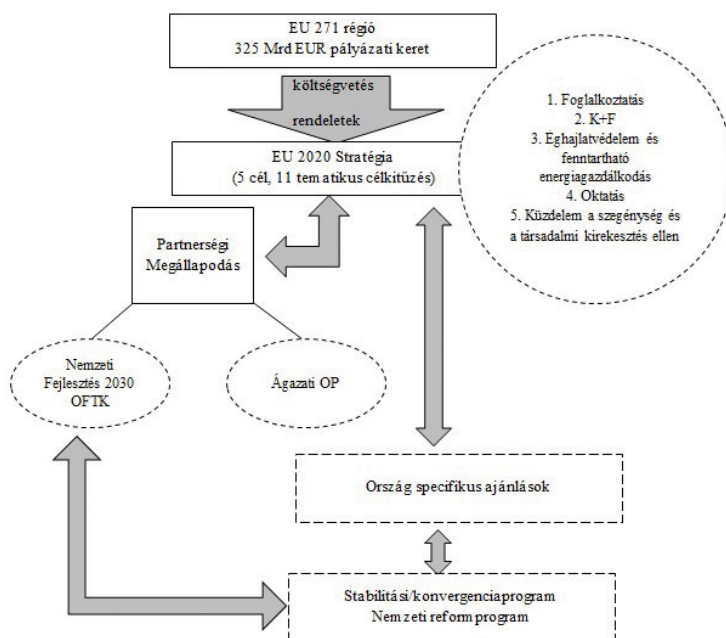 EU 271 régió
325 Mrd EUR pályázati keret
költségvetés
rendeletek
EU 2020 Stratégia
(5 cél, 11 tematikus célkitűzés)
1. Foglalkoztatás
2. K+F
3. Éghajlatvédelem és
fenntartható
energiagazdálkodás
4. Oktatás
5. Küzdelem a szegénység és
a társadalmi kirekesztés ellen
Partnerségi
Megállapodás
Nemzeti
Fejlesztés 2030
OFTK
Ágazati OP
Ország specifikus ajánlások
Stabilitási/konvergenciaprogram
Nemzeti reformprogram